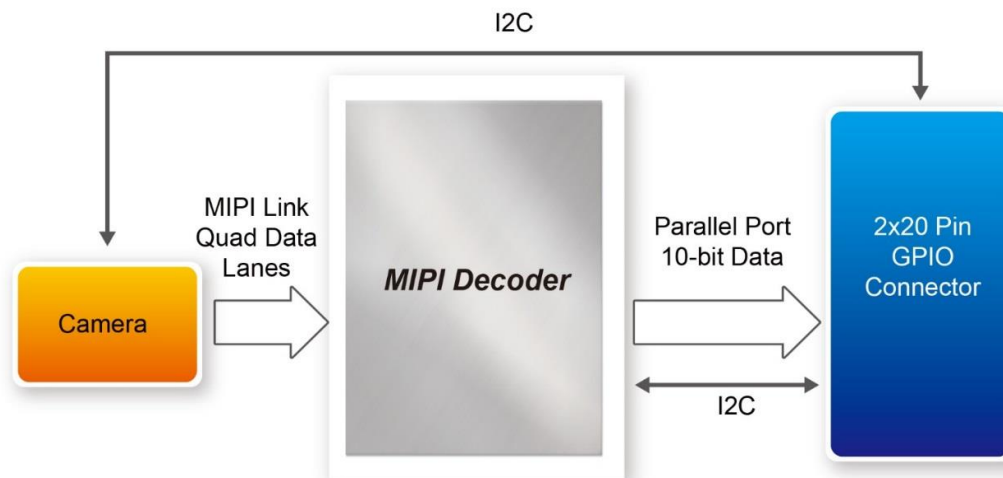 I2C
MIPI Link
Quad Data
Lanes
Camera
MIPI Decoder
Parallel Port
10-bit Data
I2C
2x20 Pin
GPIO
Connector